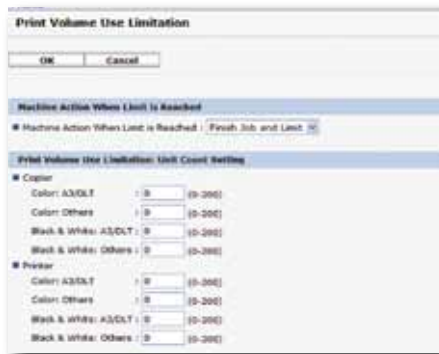 Print Volume Use Limitation
OK Cancel
Machine Action When Limit is Reached
Machine Action When Limit is Reached : Finish Job and Limit
Print Volume Use Limitation: Unit Count Setting
Copier
Color: A3/DLT : 0 (0-200)
Color: Others : 0 (0-200)
Black & White: A3/DLT : 0 (0-200)
Black & White: Others : 0 (0-200)
Printer
Color: A3/DLT : 0 (0-200)
Color: Others : 0 (0-200)
Black & White: A3/DLT : 0 (0-200)
Black & White: Others : 0 (0-200)